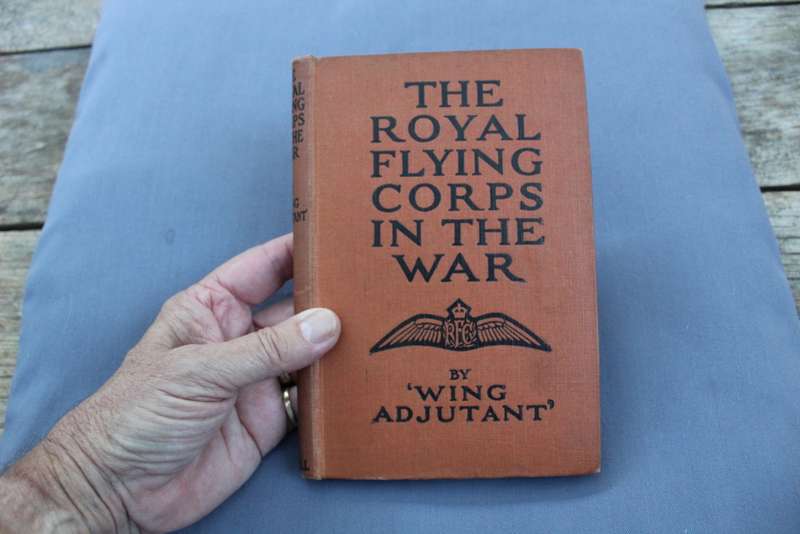 THE
ROYAL
FLYING
CORPS
IN THE
WAR
RFC
BY
'WING
ADJUTANT'